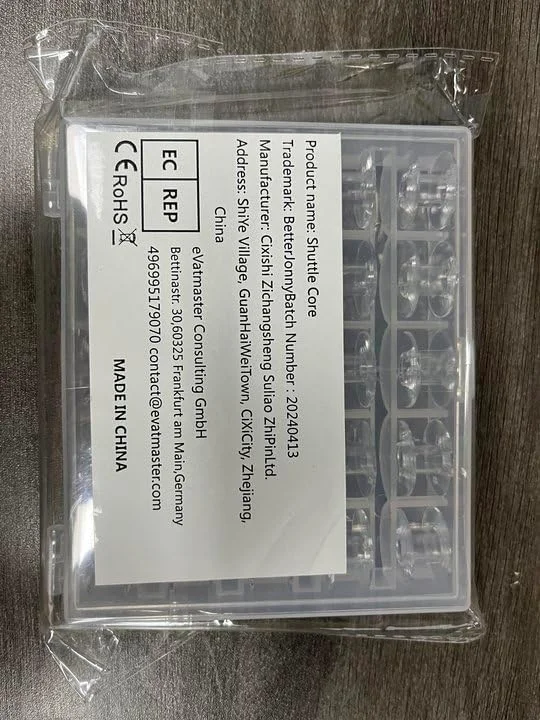 Product name: Shuttle Core
Trademark: BetterJonnyBatch Number : 20240413
Manufacturer: Cixishi Zichangsheng Suliao ZhiPinLtd.
Address: ShiYe Village, GuanHaiWeiTown, CiXiCity, Zhejiang,
China
EC REP
eVatmaster Consulting GmbH
Bettinastr. 30,60325 Frankfurt am Main,Germany
496995179070 contact@evatmaster.com
CE RoHS
MADE IN CHINA